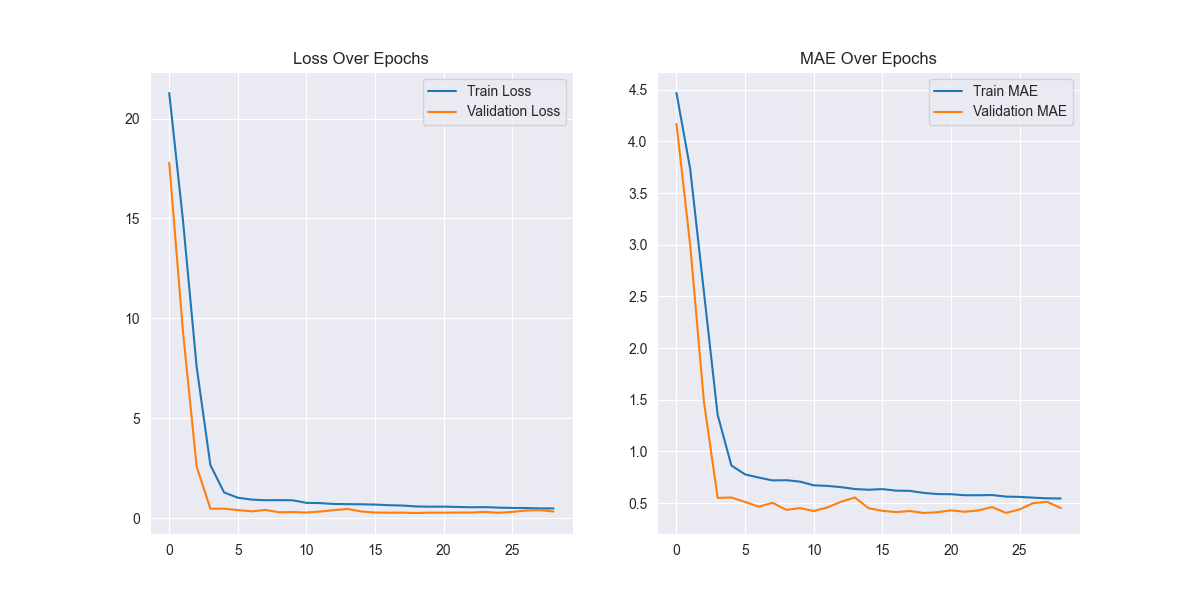 Loss Over Epochs
Train Loss
Validation Loss
20
15
10
5
0
0 5 10 15 20 25
MAE Over Epochs
Train MAE
Validation MAE
4.5
4.0
3.5
3.0
2.5
2.0
1.5
1.0
0.5
0 5 10 15 20 25